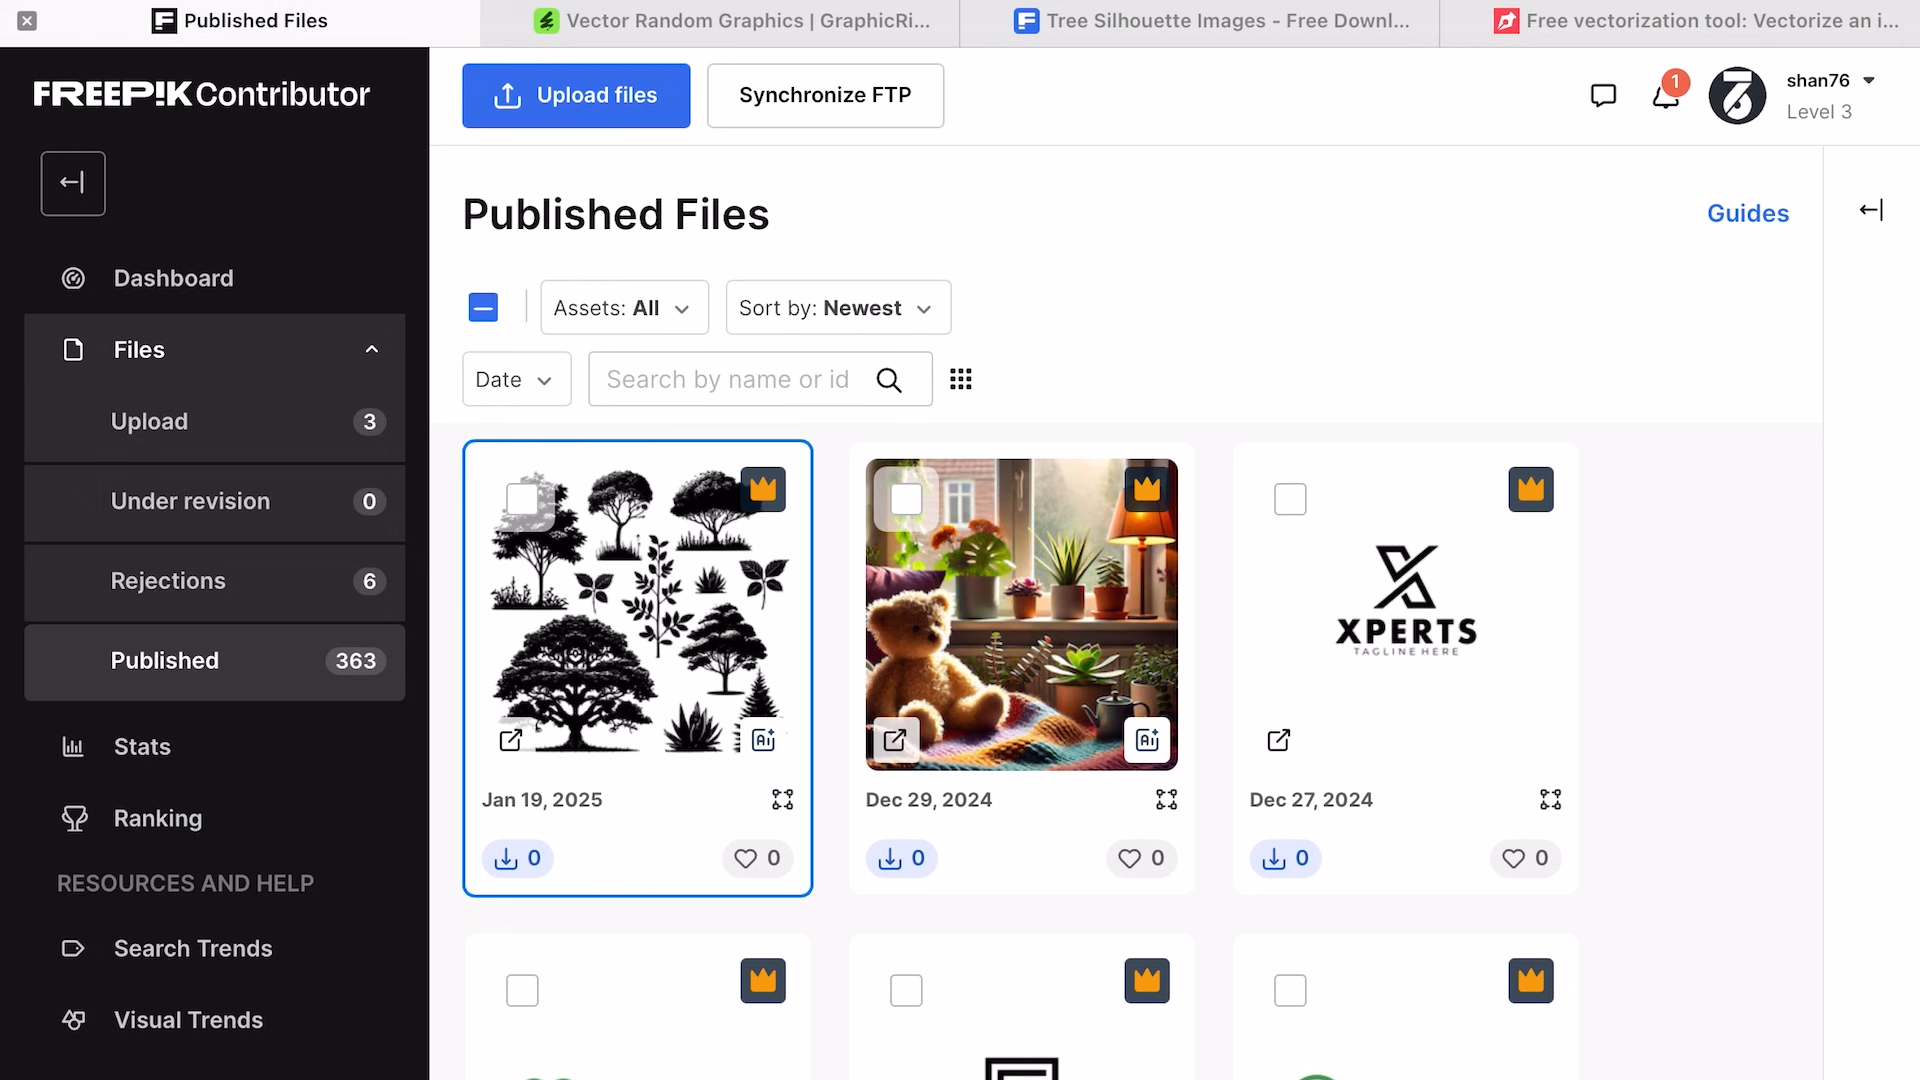 Published Files
Vector Random Graphics | GraphicRi...
Tree Silhouette Images - Free Downl...
Free vectorization tool: Vectorize an i...
FREEPIK Contributor
Upload files
Synchronize FTP
1
shan76
Level 3
Published Files
Guides
Dashboard
Files
Upload 3
Under revision 0
Rejections 6
Published 363
Stats
Ranking
RESOURCES AND HELP
Search Trends
Visual Trends
Assets: All
Sort by: Newest
Date
Search by name or id
Ai
Ai
XPERTS
TAGLINE HERE
Jan 19, 2025
Dec 29, 2024
Dec 27, 2024
0 0
0 0
0 0